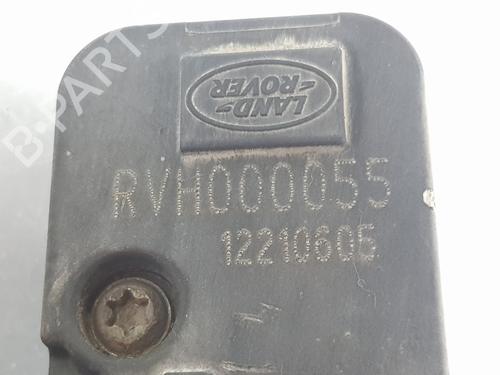 LAND-
-ROVER
RVH000055
12210605
B-PARTS